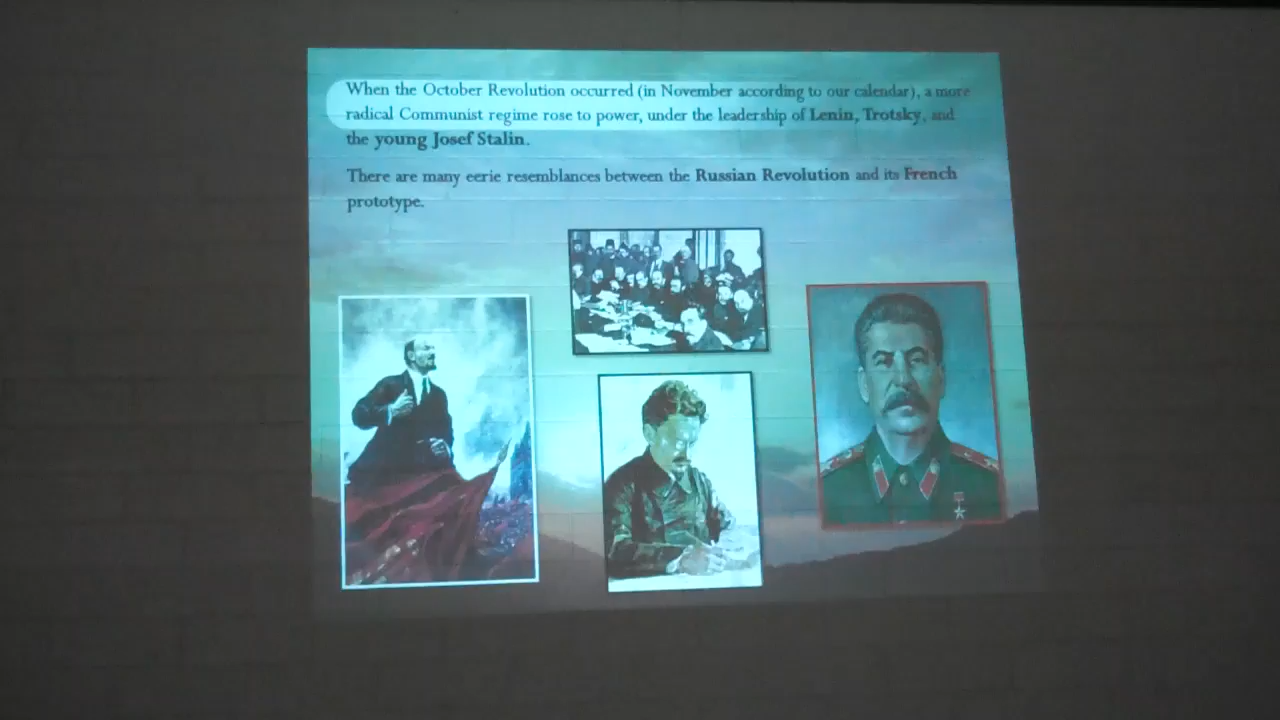 When the October Revolution occurred (in November according to our calendar), a more
radical Communist regime rose to power, under the leadership of Lenin, Trotsky, and
the young Josef Stalin.
There are many eerie resemblances between the Russian Revolution and its French
prototype.